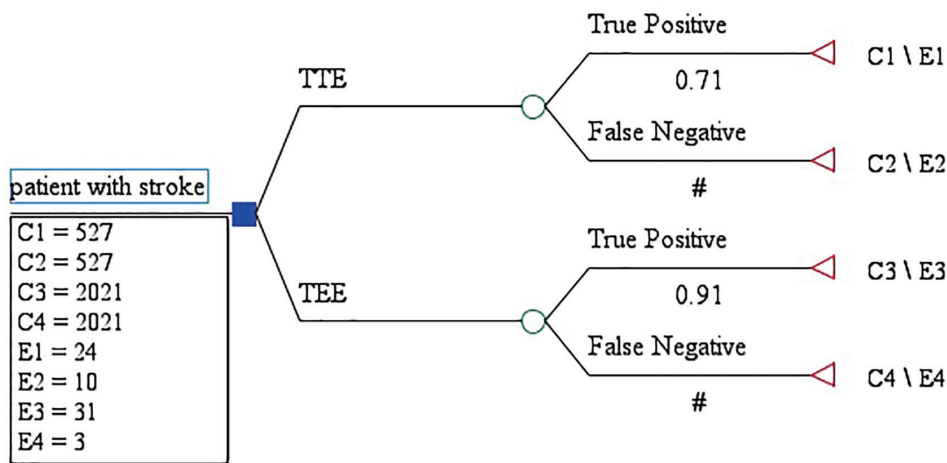 True Positive
C1 \ E1
0.71
TTE
False Negative
C2 \ E2
#
patient with stroke
C1 = 527
C2 = 527
C3 = 2021
C4 = 2021
E1 = 24
E2 = 10
E3 = 31
E4 = 3
True Positive
C3 \ E3
0.91
TEE
False Negative
C4 \ E4
#